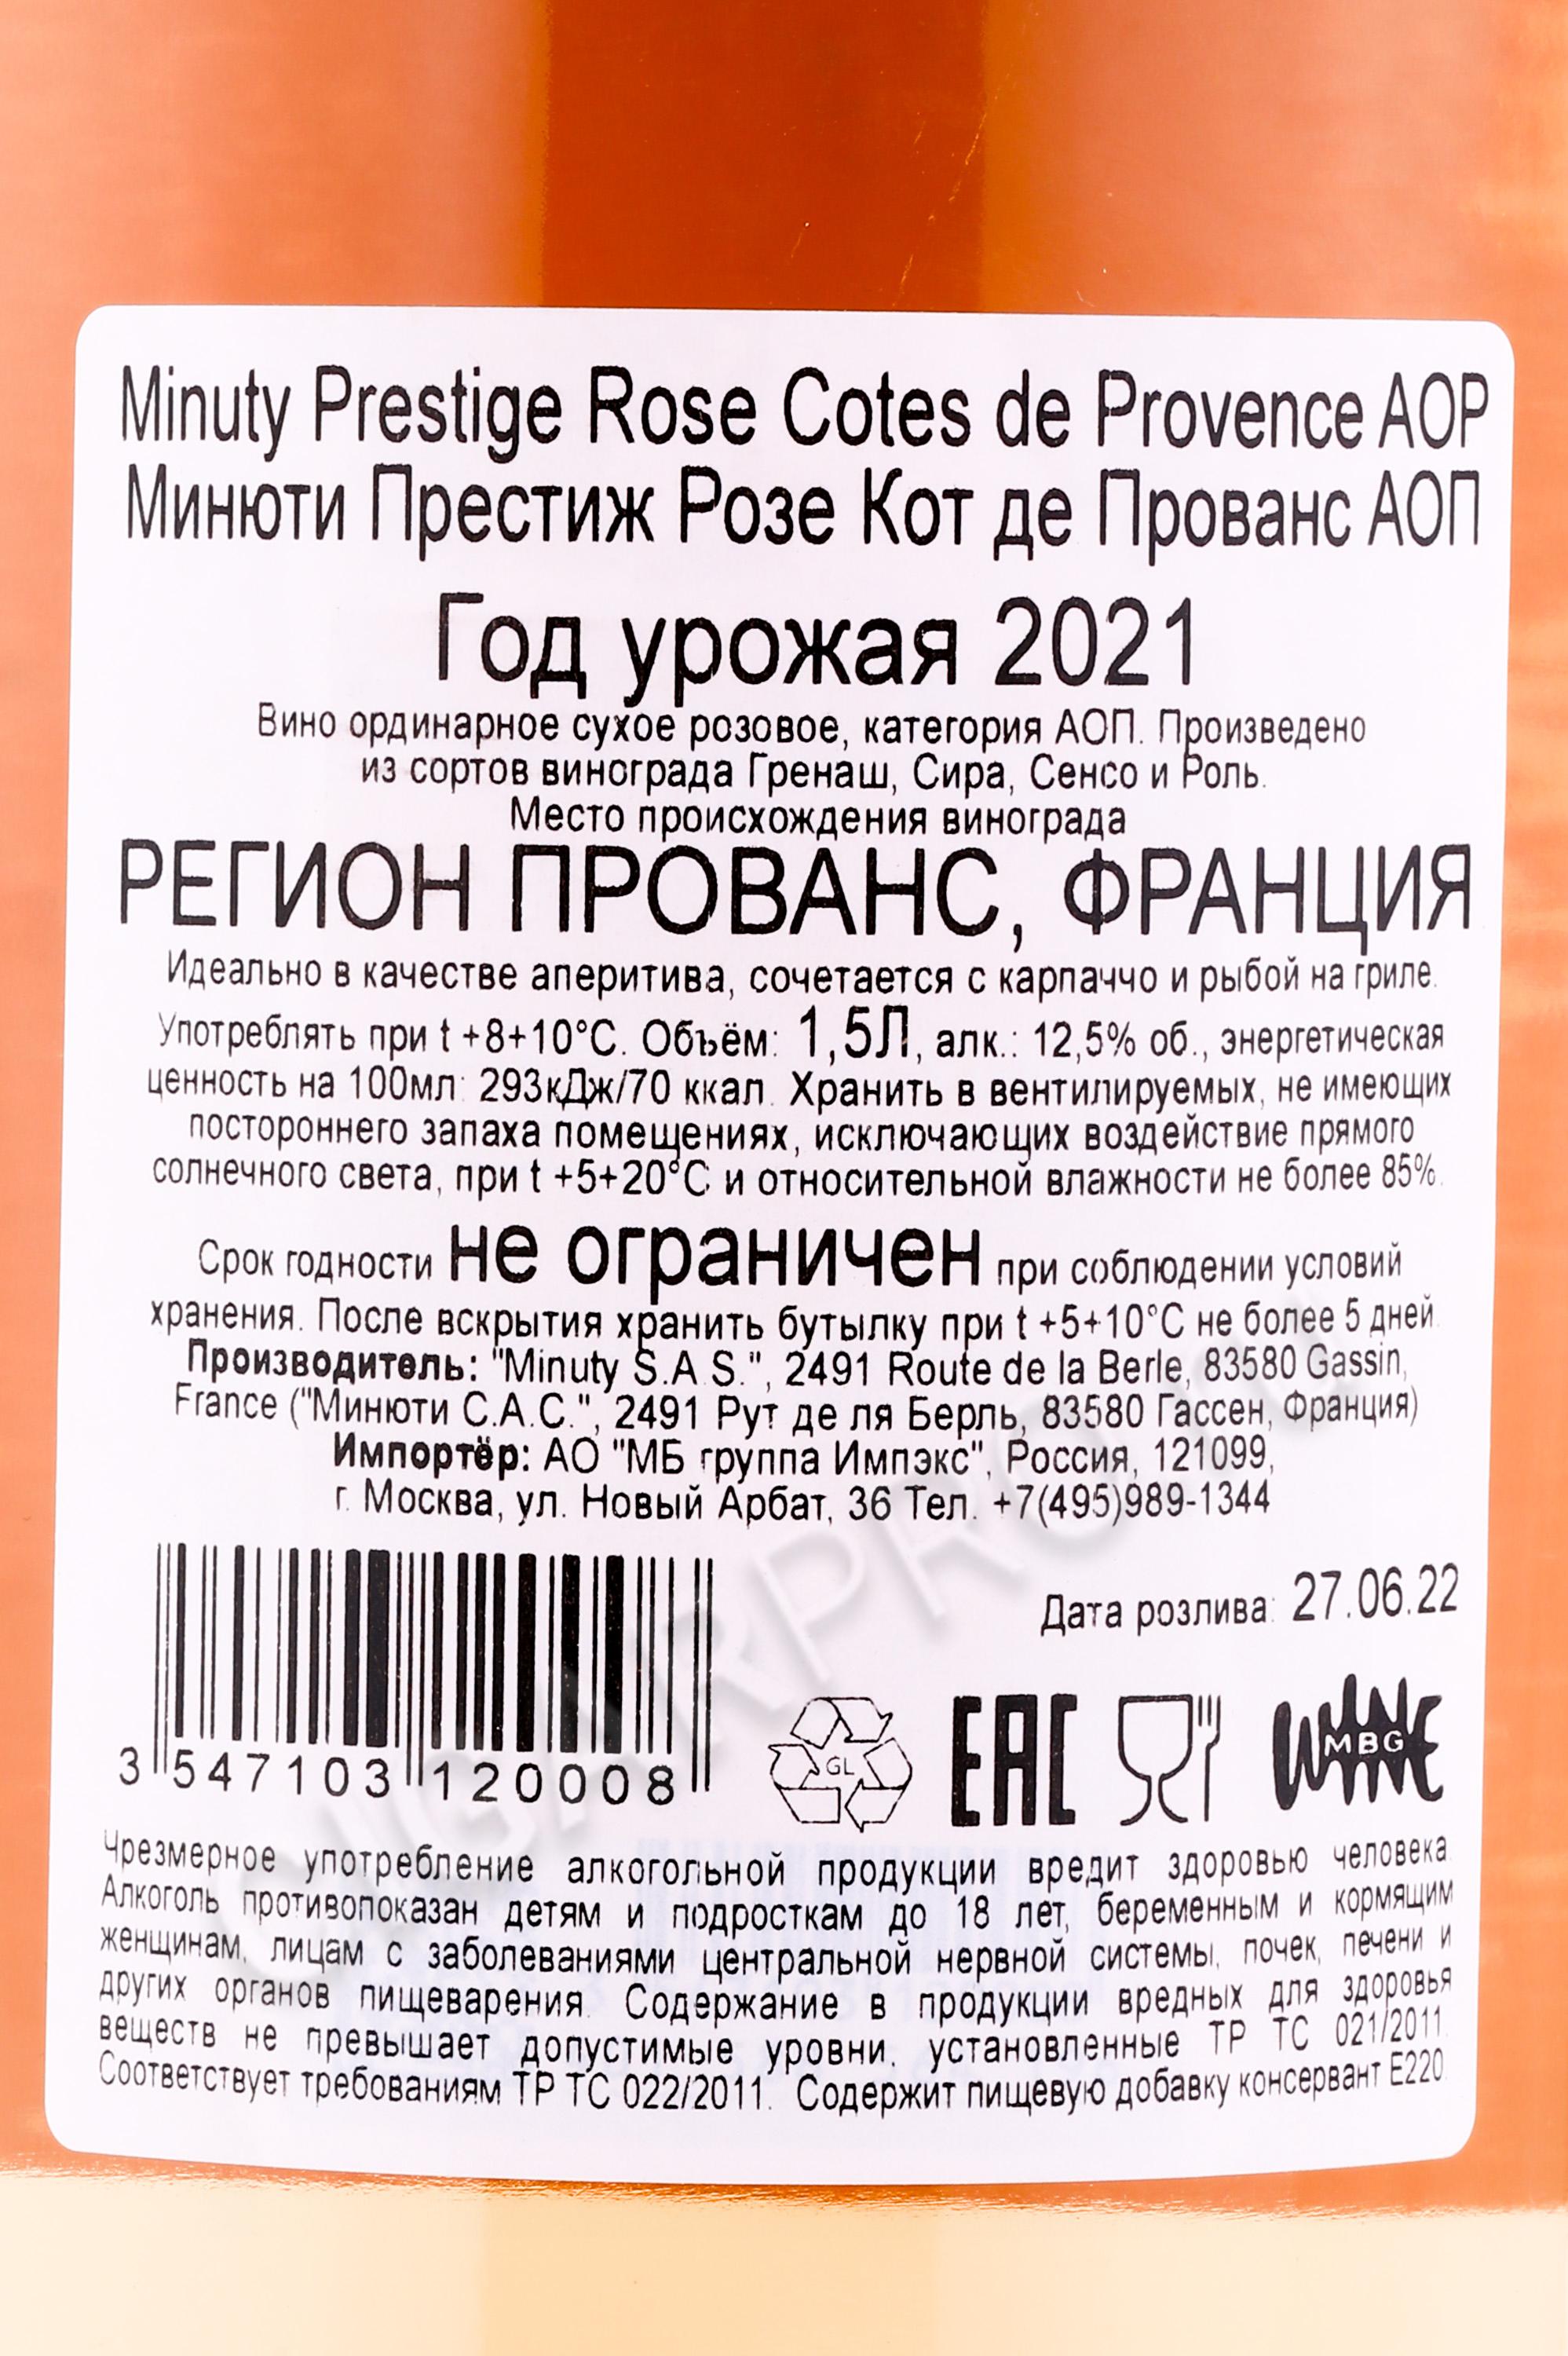 Minuty Prestige Rose Cotes de Provence AOP
Минюти Престиж Розе Кот де Прованс АОП
Год урожая 2021
Вино ординарное сухое розовое, категория АОП. Произведено
из сортов винограда Гренаш, Сира, Сенсо и Роль.
Место происхождения винограда
РЕГИОН ПРОВАНС, ФРАНЦИЯ
Идеально в качестве аперитива, сочетается с карпаччо и рыбой на гриле.
Употреблять при t +8+10°С. Объём: 1,5Л, алк.: 12,5% об., энергетическая
ценность на 100мл: 293кДж/70 ккал. Хранить в вентилируемых, не имеющих
постороннего запаха помещениях, исключающих воздействие прямого
солнечного света, при t +5+20°С и относительной влажности не более 85%.
Срок годности не ограничен при соблюдении условий
хранения. После вскрытия хранить бутылку при t +5+10°С не более 5 дней.
Производитель: "Minuty S.A.S.", 2491 Route de la Berle, 83580 Gassin,
France ("Минюти С.А.С.", 2491 Рут де ля Берль, 83580 Гассен, Франция)
Импортёр: АО "МБ группа Импэкс", Россия, 121099,
г. Москва, ул. Новый Арбат, 36 Тел. +7(495)989-1344
Дата розлива: 27.06.22
3 547103 120008
GL
EAC
WINE
MBG
CIGARPRO.RU
Чрезмерное употребление алкогольной продукции вредит здоровью человека.
Алкоголь противопоказан детям и подросткам до 18 лет, беременным и кормящим
женщинам, лицам с заболеваниями центральной нервной системы, почек, печени и
других органов пищеварения. Содержание в продукции вредных для здоровья
веществ не превышает допустимые уровни, установленные ТР ТС 021/2011.
Соответствует требованиям ТР ТС 022/2011. Содержит пищевую добавку консервант Е220.